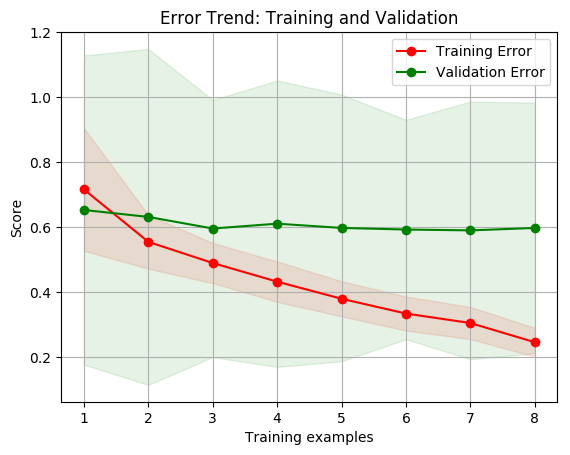 Error Trend: Training and Validation
1.2
1.0
0.8
0.6
0.4
0.2
Score
Training Error
Validation Error
1 2 3 4 5 6 7 8
Training examples